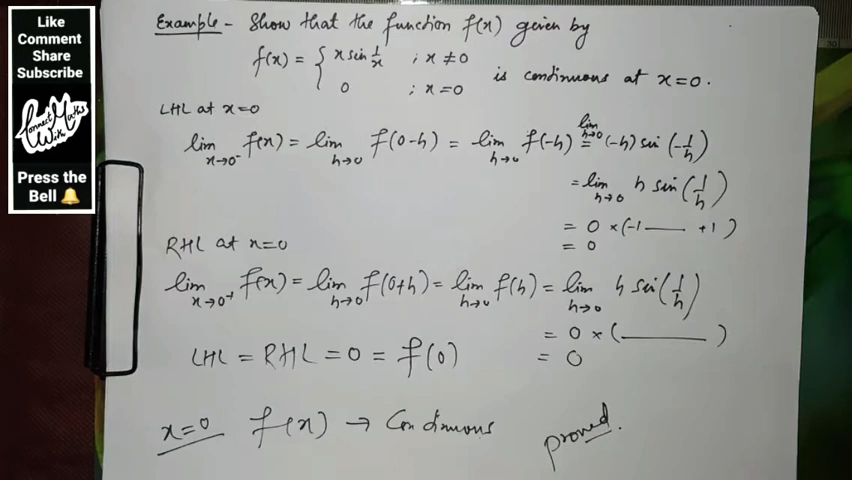 Like
Comment
Share
Subscribe
Connect With Maths
Press the
Bell 🔔
Example - Show that the function f(x) given by
f(x) = { x sin 1/x ; x ≠ 0
0 ; x = 0
is continuous at x = 0.
LHL at x = 0
lim x→0⁻ f(x) = lim h→0 f(0-h) = lim h→0 f(-h) = lim h→0 (-h) sin (-1/h)
= lim h→0 h sin (1/h)
= 0 × (-1 —— +1)
= 0
RHL at x = 0
lim x→0⁺ f(x) = lim h→0 f(0+h) = lim h→0 f(h) = lim h→0 h sin (1/h)
= 0 × (————)
= 0
LHL = RHL = 0 = f(0)
x = 0 f(x) → Continuous
proved.